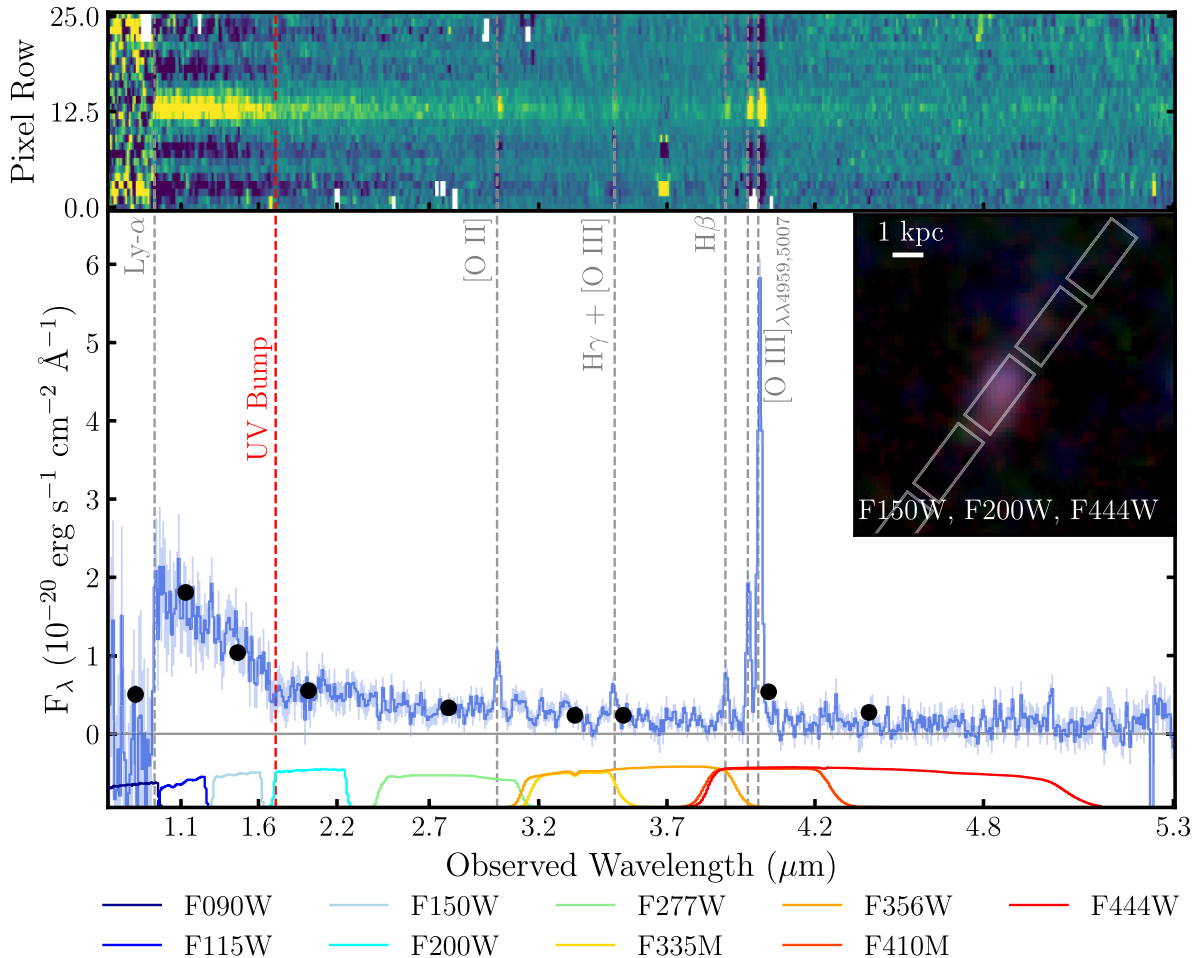 Pixel Row
25.0
12.5
0.0
F_λ (10^−20 erg s^−1 cm^−2 Å^−1)
6
5
4
3
2
1
0
Ly-α
UV Bump
[O II]
Hγ + [O III]
Hβ
[O III]λλ4959,5007
1 kpc
F150W, F200W, F444W
1.1 1.6 2.2 2.7 3.2 3.7 4.2 4.8 5.3
Observed Wavelength (μm)
F090W F150W F277W F356W F444W
F115W F200W F335M F410M